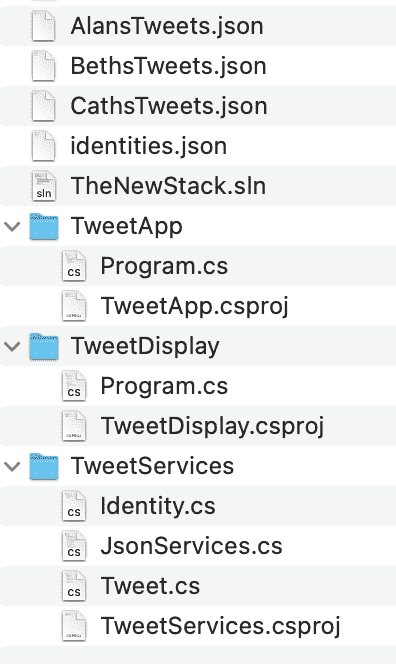 AlansTweets.json
BethsTweets.json
CathsTweets.json
identities.json
sln TheNewStack.sln
TweetApp
cs Program.cs
CSPROJ TweetApp.csproj
TweetDisplay
cs Program.cs
CSPROJ TweetDisplay.csproj
TweetServices
cs Identity.cs
cs JsonServices.cs
cs Tweet.cs
CSPROJ TweetServices.csproj